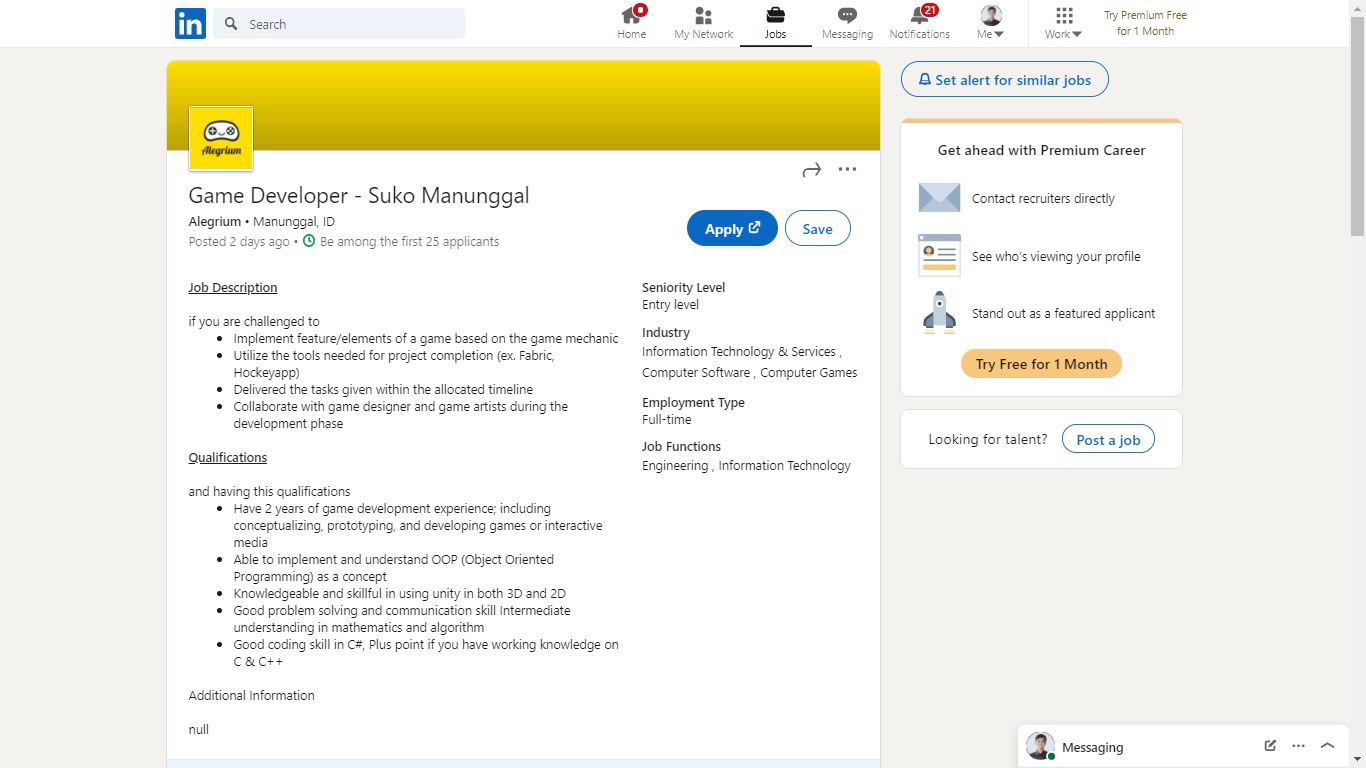 in
Search
Home
My Network
Jobs
Messaging
21
Notifications
Me
Work
Try Premium Free
for 1 Month
Alegrium
Game Developer - Suko Manunggal
Alegrium • Manunggal, ID
Posted 2 days ago • Be among the first 25 applicants
Apply
Save
Job Description
if you are challenged to
• Implement feature/elements of a game based on the game mechanic
• Utilize the tools needed for project completion (ex. Fabric,
Hockeyapp)
• Delivered the tasks given within the allocated timeline
• Collaborate with game designer and game artists during the
development phase
Qualifications
and having this qualifications
• Have 2 years of game development experience; including
conceptualizing, prototyping, and developing games or interactive
media
• Able to implement and understand OOP (Object Oriented
Programming) as a concept
• Knowledgeable and skillful in using unity in both 3D and 2D
• Good problem solving and communication skill Intermediate
understanding in mathematics and algorithm
• Good coding skill in C#, Plus point if you have working knowledge on
C & C++
Additional Information
null
Seniority Level
Entry level
Industry
Information Technology & Services ,
Computer Software , Computer Games
Employment Type
Full-time
Job Functions
Engineering , Information Technology
Set alert for similar jobs
Get ahead with Premium Career
Contact recruiters directly
See who's viewing your profile
Stand out as a featured applicant
Try Free for 1 Month
Looking for talent?
Post a job
Messaging